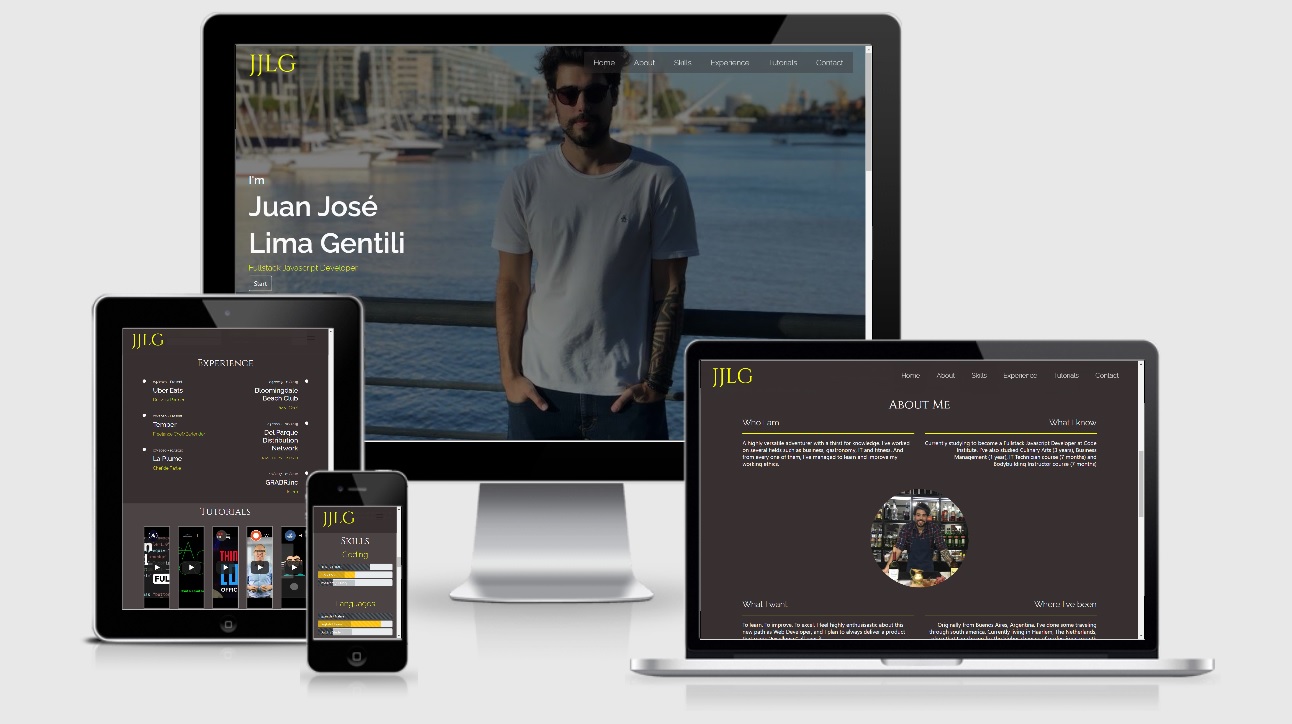 JJLG
Home About Skills Experience Tutorials Contact
I'm
Juan José
Lima Gentili
Fullstack Javascript Developer
Start
JJLG
Experience
Uber Eats
Bloomingdale
Beach Club
Temper
Del Parque
Distribution
Network
La Plume
GRABR.inc
Tutorials
JJLG
Skills
Coding
Languages
JJLG
Home About Skills Experience Tutorials Contact
About Me
Who I am
A highly versatile adventurer with a thirst for knowledge. I've worked
on several fields such as business, gastronomy, IT and fitness. And
from every one of them, I've managed to learn and improve my
working ethics.
What I know
Currently studying to become a Fullstack Javascript Developer at Code
Institute. I've also studied Culinary Arts (3 years), Business
Management (1 year), IT Technician course (7 months) and
Bodybuilding Instructor course (7 months)
What I want
To learn. To improve. To excel. I feel highly enthusiastic about this
new path as Web Developer, and I plan to always deliver a product
Where I've been
Originally from Buenos Aires, Argentina. I've done some traveling
through south america. Currently living in Haarlem, The Netherlands,